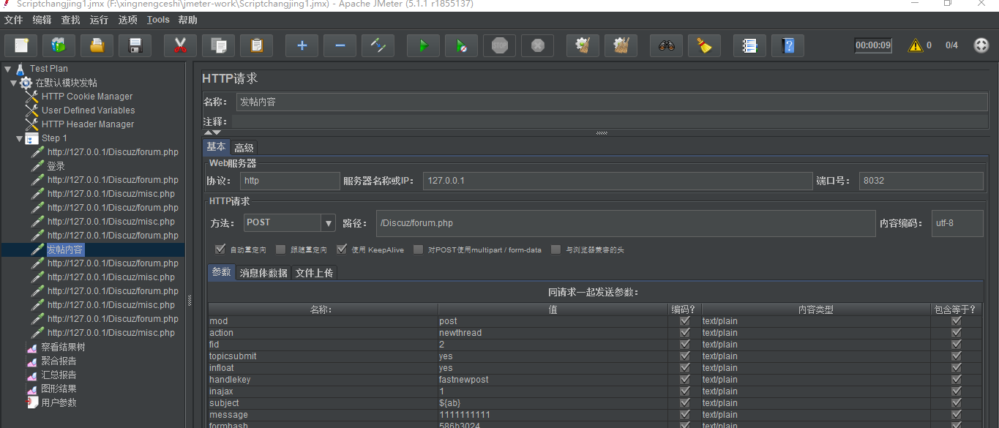 Scriptchangjing1.jmx (F:\xingnengceshi\jmeter-work\Scriptchangjing1.jmx) - Apache JMeter (5.1.1 r1855137)
文件 编辑 查找 运行 选项 Tools 帮助
STOP 00:00:09 0 0/4
Test Plan
在默认模块发帖
HTTP Cookie Manager
User Defined Variables
HTTP Header Manager
Step 1
http://127.0.0.1/Discuz/forum.php
登录
http://127.0.0.1/Discuz/forum.php
http://127.0.0.1/Discuz/misc.php
http://127.0.0.1/Discuz/forum.php
http://127.0.0.1/Discuz/misc.php
http://127.0.0.1/Discuz/forum.php
发帖内容
http://127.0.0.1/Discuz/forum.php
http://127.0.0.1/Discuz/misc.php
http://127.0.0.1/Discuz/forum.php
http://127.0.0.1/Discuz/misc.php
http://127.0.0.1/Discuz/forum.php
http://127.0.0.1/Discuz/misc.php
察看结果树
聚合报告
汇总报告
图形结果
用户参数
HTTP请求
名称： 发帖内容
注释：
基本 高级
Web服务器
协议： http 服务器名称或IP： 127.0.0.1 端口号： 8032
HTTP请求
方法： POST 路径： /Discuz/forum.php 内容编码： utf-8
自动重定向 跟随重定向 使用 KeepAlive 对POST使用multipart / form-data 与浏览器兼容的头
参数 消息体数据 文件上传
同请求一起发送参数：
名称： 值 编码？ 内容类型 包含等于？
mod post text/plain
action newthread text/plain
fid 2 text/plain
topicsubmit yes text/plain
infloat yes text/plain
handlekey fastnewpost text/plain
inajax 1 text/plain
subject ${ab} text/plain
message 1111111111 text/plain
formhash 586b3024 text/plain